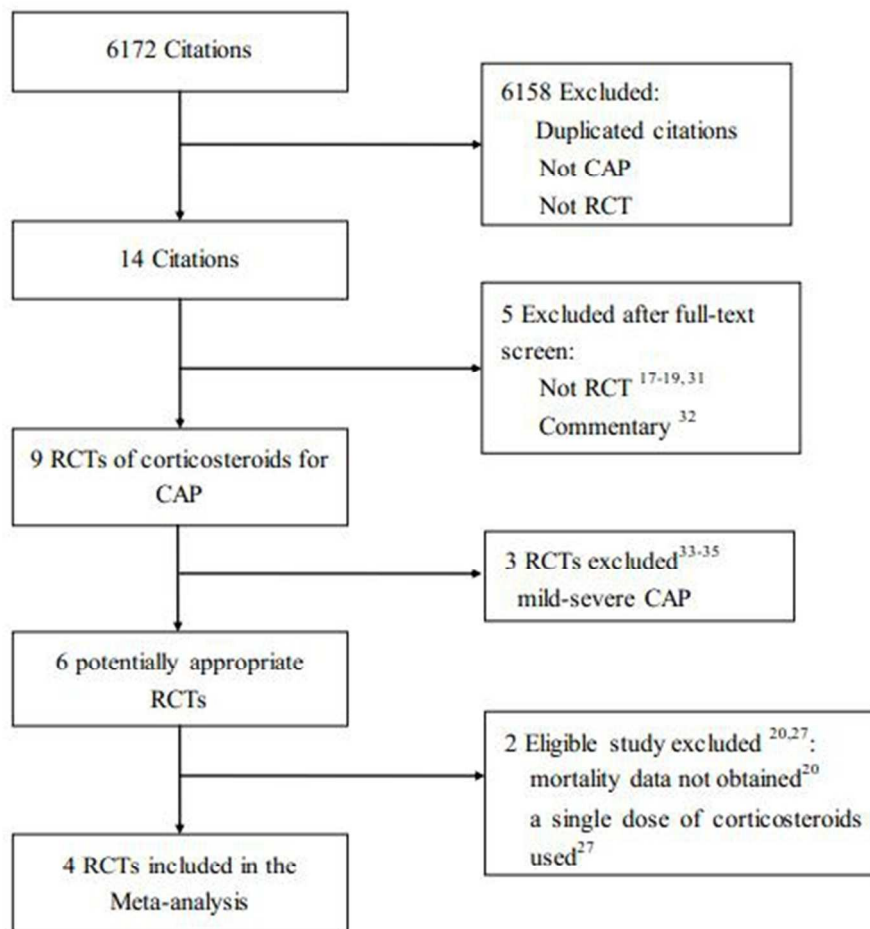 6172 Citations
6158 Excluded:
Duplicated citations
Not CAP
Not RCT
14 Citations
5 Excluded after full-text
screen:
Not RCT 17-19, 31
Commentary 32
9 RCTs of corticosteroids for
CAP
3 RCTs excluded33-35
mild-severe CAP
6 potentially appropriate
RCTs
2 Eligible study excluded 20,27:
mortality data not obtained20
a single dose of corticosteroids
used27
4 RCTs included in the
Meta-analysis